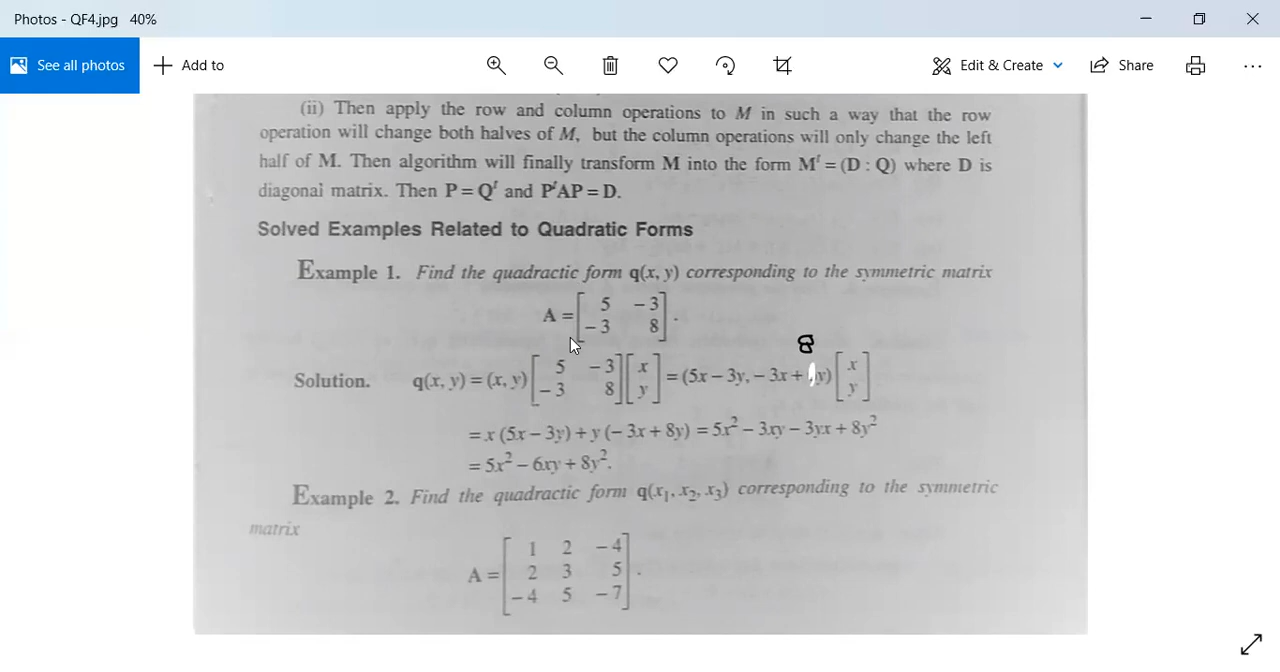 Photos - QF4.jpg 40%
See all photos
Add to
Edit & Create
Share
(ii) Then apply the row and column operations to M in such a way that the row
operation will change both halves of M, but the column operations will only change the left
half of M. Then algorithm will finally transform M into the form M′ = (D : Q) where D is
diagonal matrix. Then P = Qᵗ and PᵗAP = D.
Solved Examples Related to Quadratic Forms
Example 1. Find the quadractic form q(x, y) corresponding to the symmetric matrix
A = [ 5 − 3
− 3 8 ] .
8
Solution. q(x, y) = (x, y) [ 5 − 3 ] [ x ] = (5x − 3y, − 3x + y) [ x ]
[ − 3 8 ] [ y ] [ y ]
= x (5x − 3y) + y (− 3x + 8y) = 5x² − 3xy − 3yx + 8y²
= 5x² − 6xy + 8y².
Example 2. Find the quadractic form q(x₁, x₂, x₃) corresponding to the symmetric
matrix
[ 1 2 − 4 ]
A = [ 2 3 5 ] .
[ − 4 5 − 7 ]